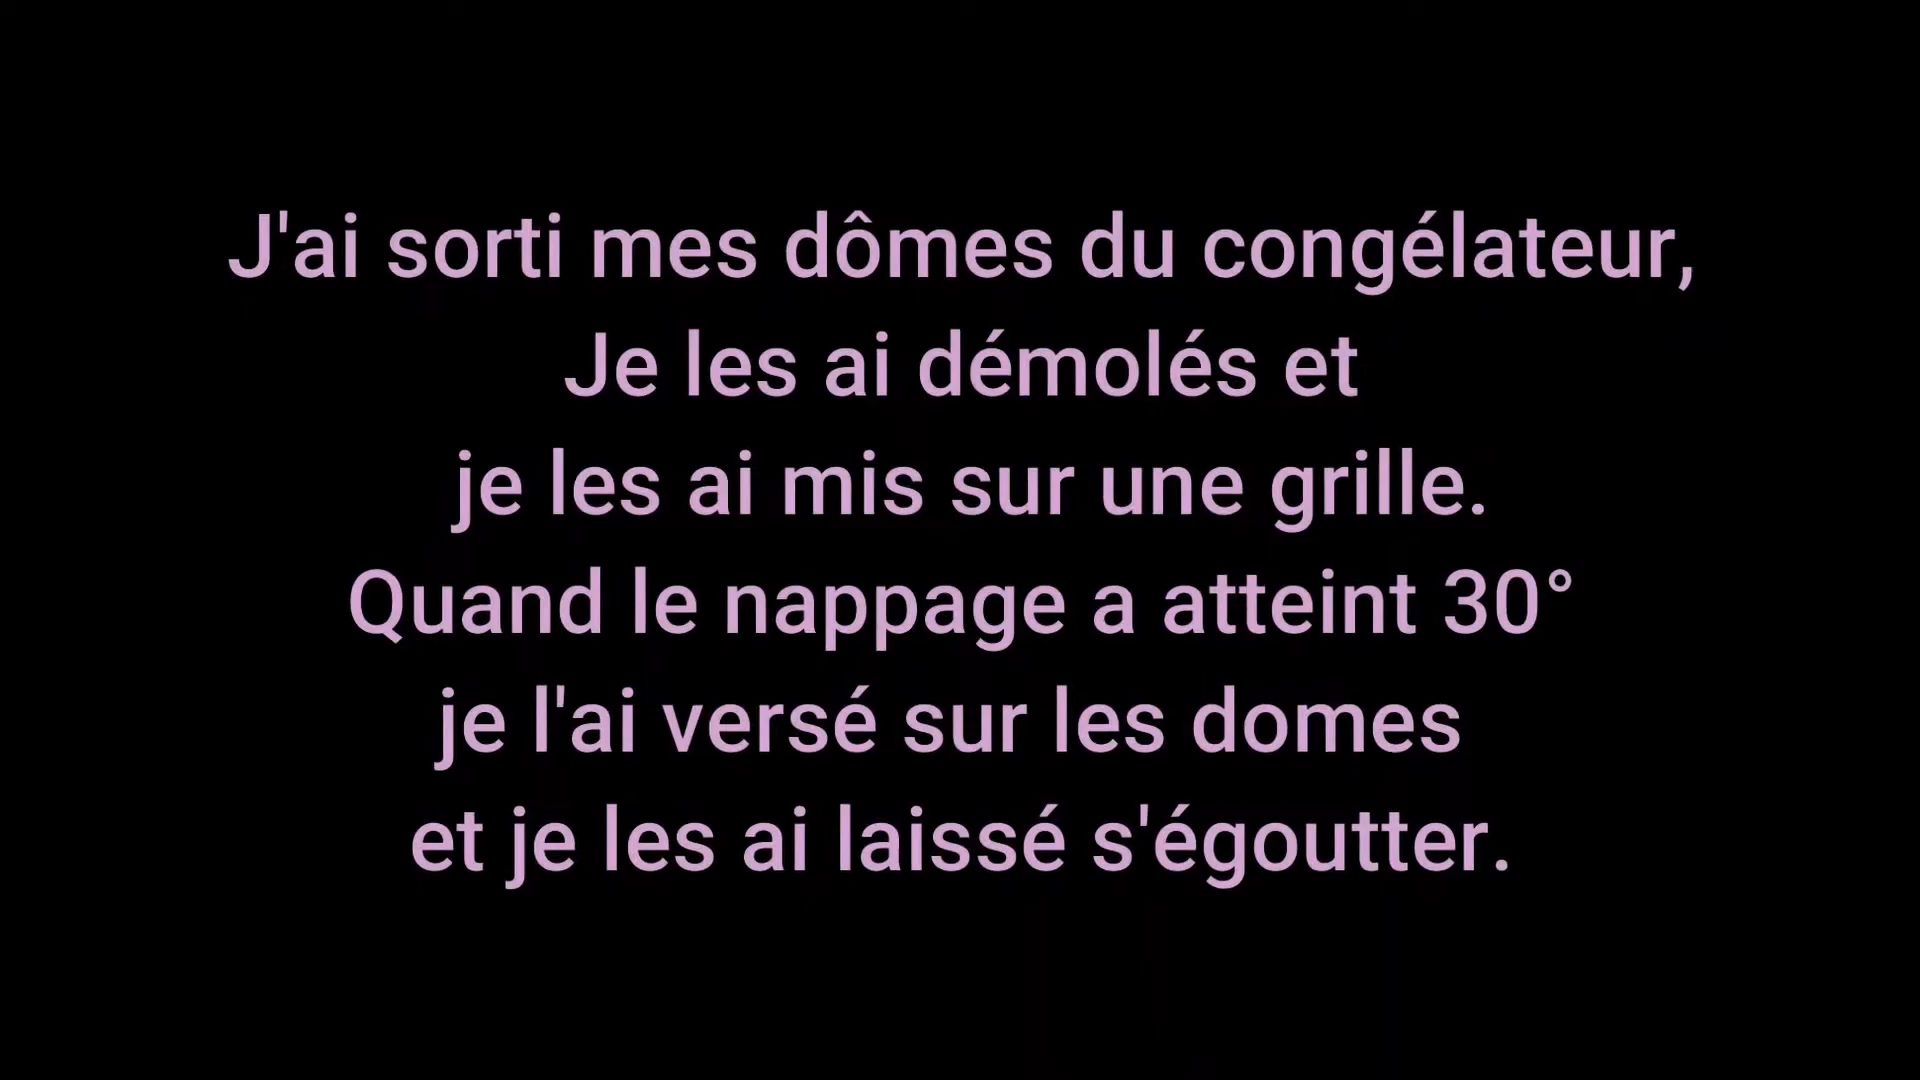 J'ai sorti mes dômes du congélateur,
Je les ai démolés et
je les ai mis sur une grille.
Quand le nappage a atteint 30°
je l'ai versé sur les domes
et je les ai laissé s'égoutter.